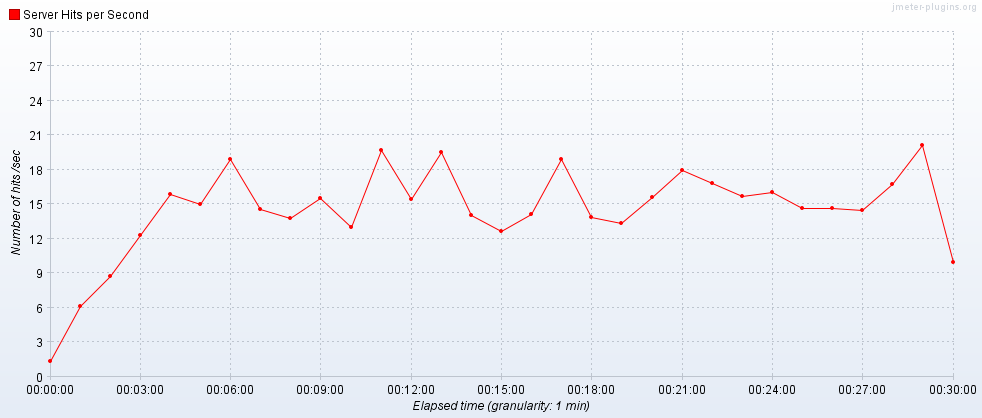 jmeter-plugins.org
Server Hits per Second
30
27
24
21
18
15
12
9
6
3
0
Number of hits/sec
00:00:00 00:03:00 00:06:00 00:09:00 00:12:00 00:15:00 00:18:00 00:21:00 00:24:00 00:27:00 00:30:00
Elapsed time (granularity: 1 min)